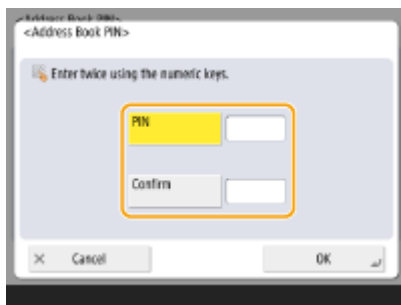 <Address Book PIN>
<Address Book PIN>
Enter twice using the numeric keys.
PIN
Confirm
× Cancel
OK